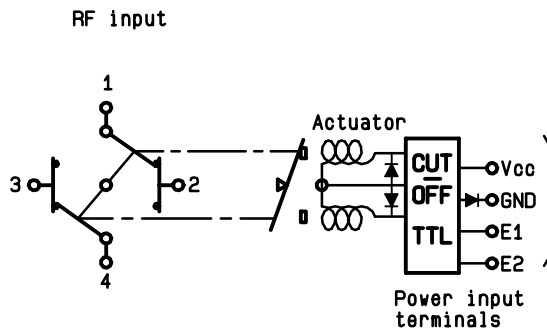 RF input
1
Actuator
CUT
Vcc
3
2
OFF
GND
TTL
E1
4
E2
Power input
terminals